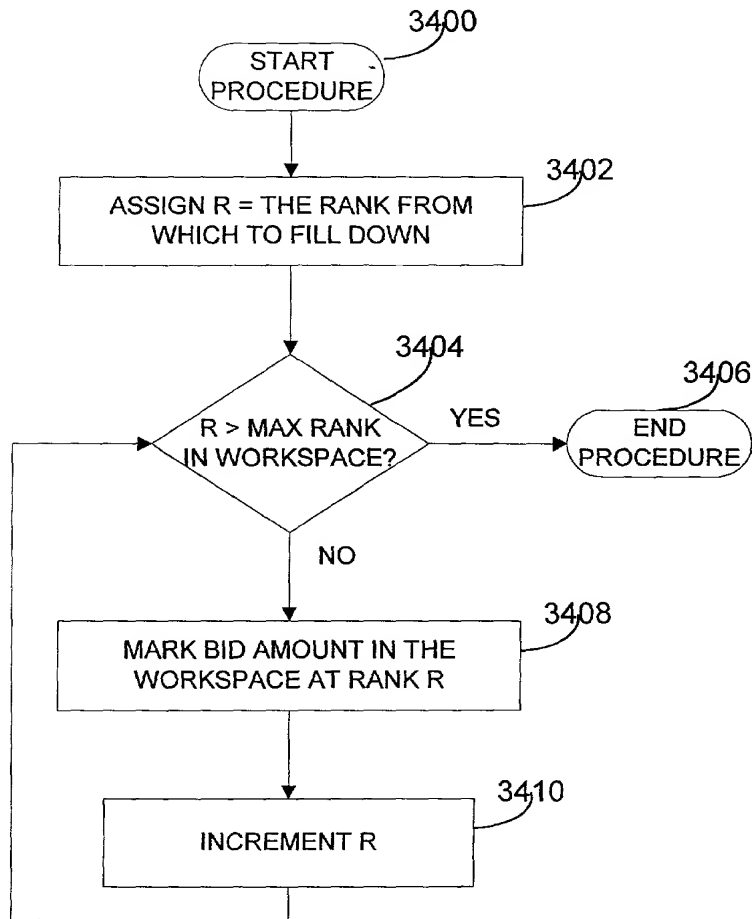 3400
START
PROCEDURE
3402
ASSIGN R = THE RANK FROM
WHICH TO FILL DOWN
3404
R > MAX RANK
IN WORKSPACE?
YES
3406
END
PROCEDURE
NO
3408
MARK BID AMOUNT IN THE
WORKSPACE AT RANK R
3410
INCREMENT R